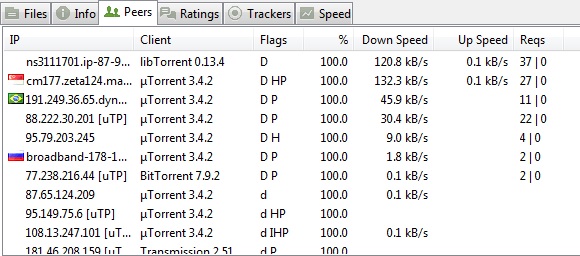 Files Info Peers Ratings Trackers Speed
IP Client Flags % Down Speed Up Speed Reqs
ns3111701.ip-87-9... libTorrent 0.13.4 D 100.0 120.8 kB/s 0.1 kB/s 37 | 0
cm177.zeta124.ma... µTorrent 3.4.2 D HP 100.0 132.3 kB/s 0.1 kB/s 27 | 0
191.249.36.65.dyn... µTorrent 3.4.2 D P 100.0 45.9 kB/s 11 | 0
88.222.30.201 [uTP] µTorrent 3.4.2 D P 100.0 30.4 kB/s 22 | 0
95.79.203.245 µTorrent 3.4.2 D H 100.0 9.0 kB/s 4 | 0
broadband-178-1... µTorrent 3.4.2 D P 100.0 1.8 kB/s 2 | 0
77.238.216.44 [uTP] BitTorrent 7.9.2 D P 100.0 0.1 kB/s 2 | 0
87.65.124.209 µTorrent 3.4.2 d 100.0 0.1 kB/s
95.149.75.6 [uTP] µTorrent 3.4.2 d HP 100.0
108.13.247.101 [u... µTorrent 3.4.2 d IHP 100.0 0.1 kB/s
181.46.208.159 [u... Transmission 2.51 d P 100.0